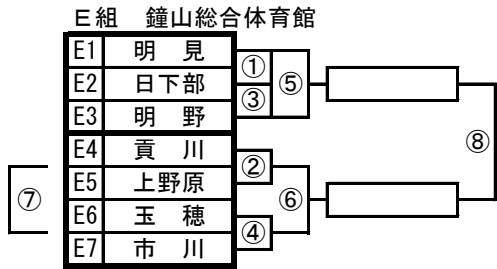 E組 鐘山総合体育館
E1 明 見
①
E2 日下部 ⑤
③
E3 明 野
⑧
E4 貢 川
②
⑦ E5 上野原
⑥
E6 玉 穂
④
E7 市 川